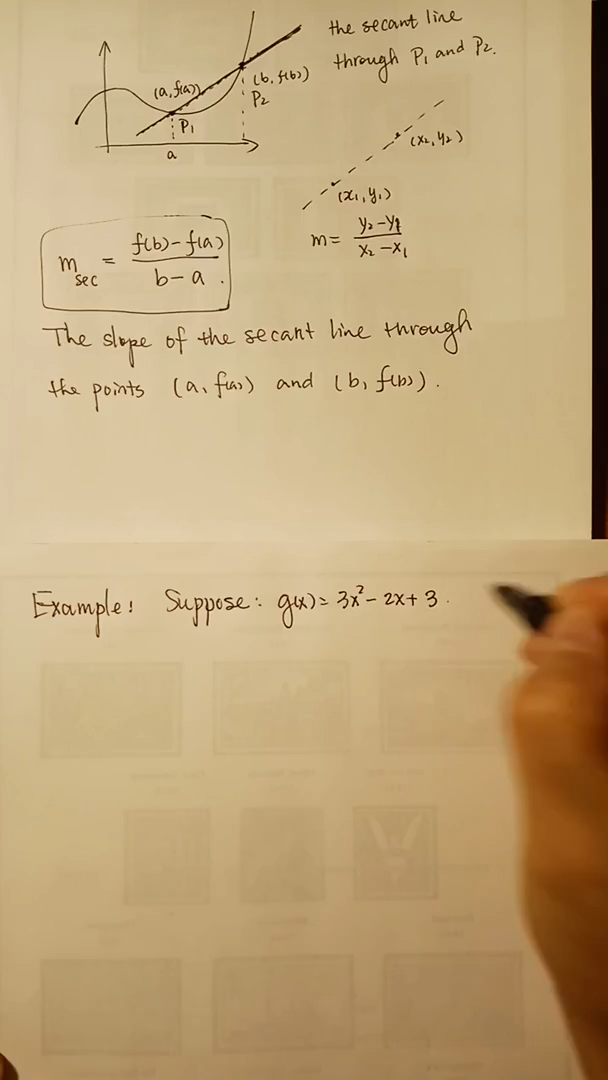 the secant line
through P₁ and P₂.
(a, f(a))
(b, f(b))
P₂
P₁
a
(x₂, y₂)
(x₁, y₁)
m = (y₂ - y₁)/(x₂ - x₁)
m sec = (f(b) - f(a))/(b - a).
The slope of the secant line through
the points (a, f(a)) and (b, f(b)).
Example! Suppose: g(x) = 3x² - 2x + 3.